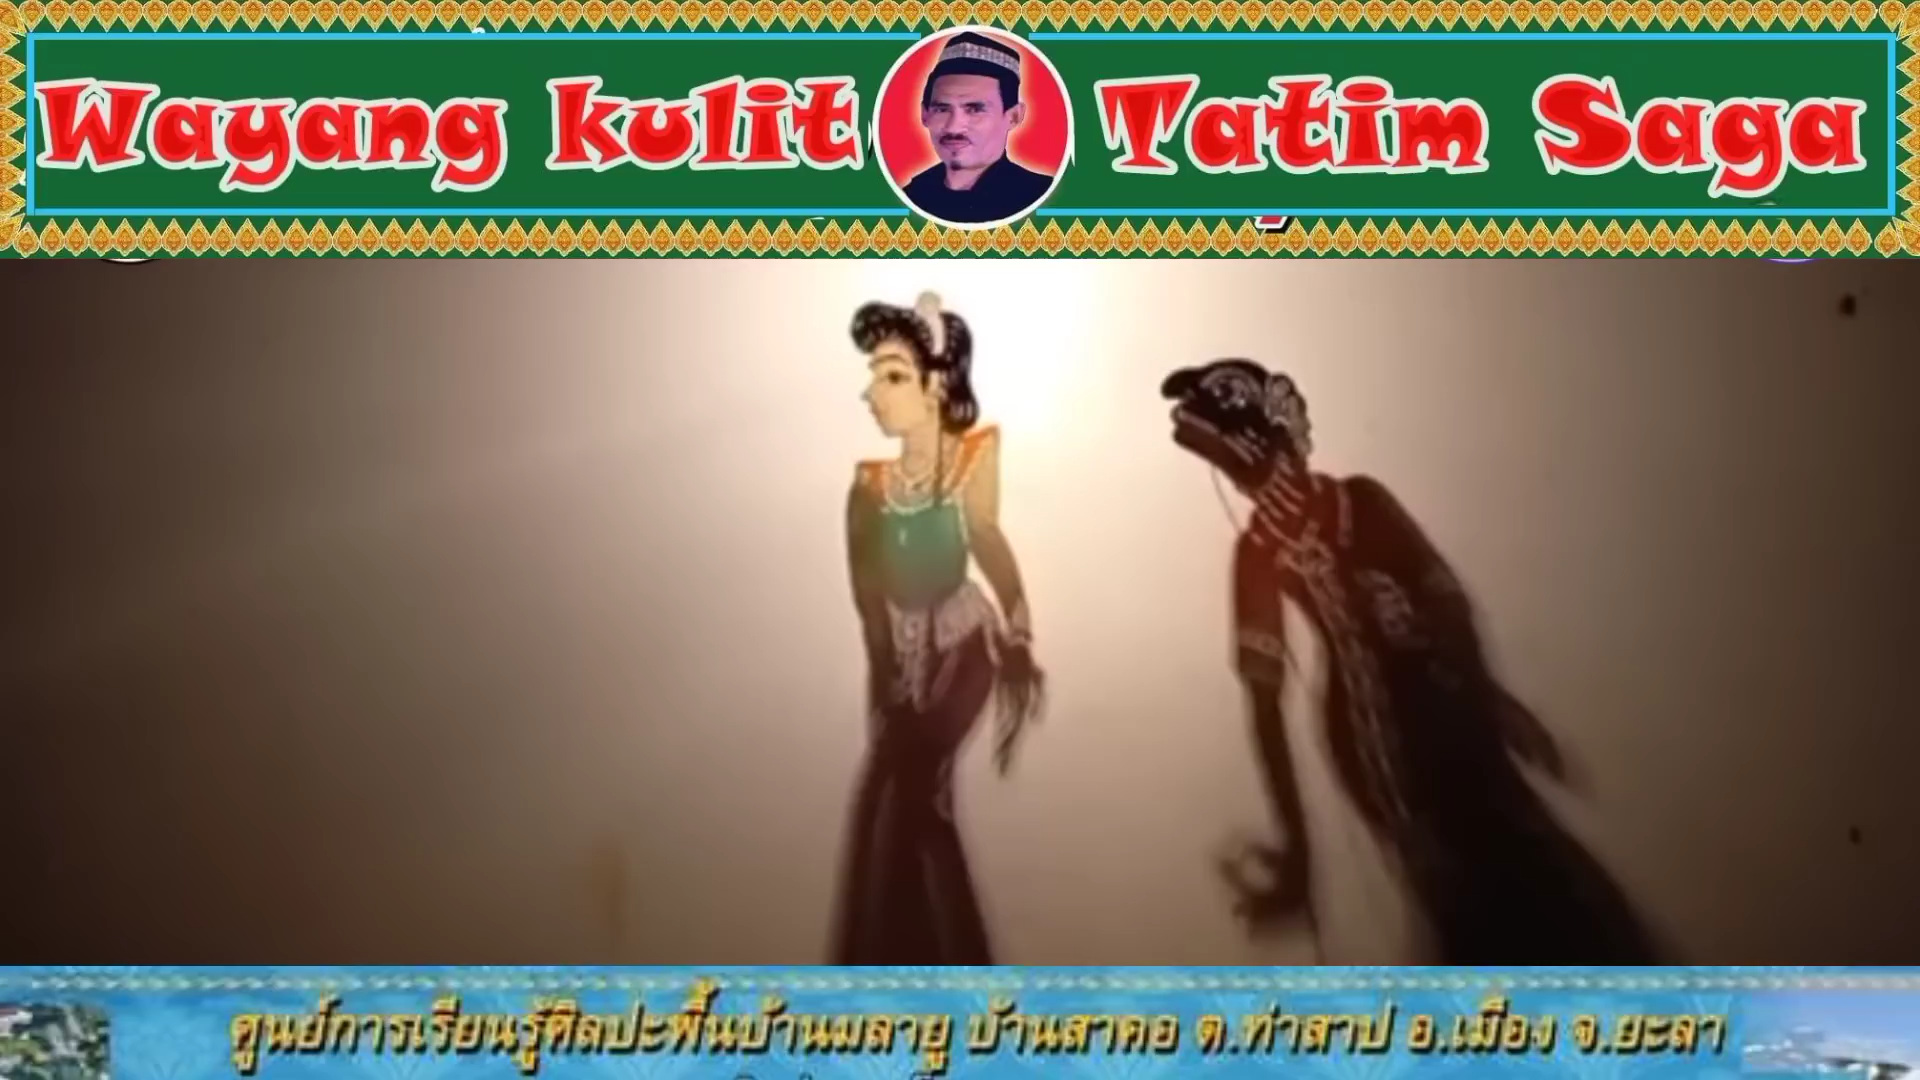 Wayang kulit Tatim Saga
ศูนย์การเรียนรู้ศิลปะพื้นบ้านมลายู บ้านสาคอ ต.ท่าสาป อ.เมือง จ.ยะลา